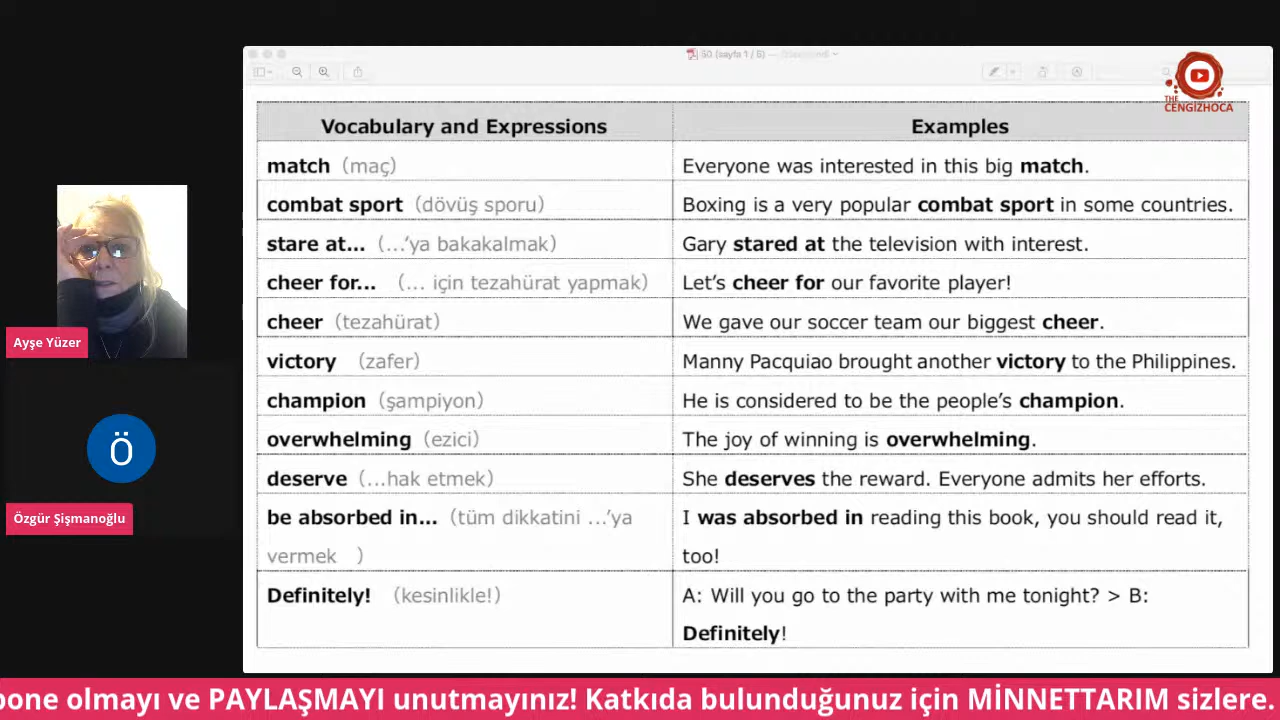 50 (sayfa 1 / 5)
THE
CENGİZHOCA
Vocabulary and Expressions Examples
match (maç) Everyone was interested in this big match.
combat sport (dövüş sporu) Boxing is a very popular combat sport in some countries.
stare at... (...’ya bakakalmak) Gary stared at the television with interest.
cheer for... (... için tezahürat yapmak) Let’s cheer for our favorite player!
cheer (tezahürat) We gave our soccer team our biggest cheer.
victory (zafer) Manny Pacquiao brought another victory to the Philippines.
champion (şampiyon) He is considered to be the people’s champion.
overwhelming (ezici) The joy of winning is overwhelming.
deserve (...hak etmek) She deserves the reward. Everyone admits her efforts.
be absorbed in... (tüm dikkatini ...’ya I was absorbed in reading this book, you should read it,
vermek ) too!
Definitely! (kesinlikle!) A: Will you go to the party with me tonight? > B:
Definitely!
Ayşe Yüzer
Ö
Özgür Şişmanoğlu
bone olmayı ve PAYLAŞMAYI unutmayınız! Katkıda bulunduğunuz için MİNNETTARIM sizlere.